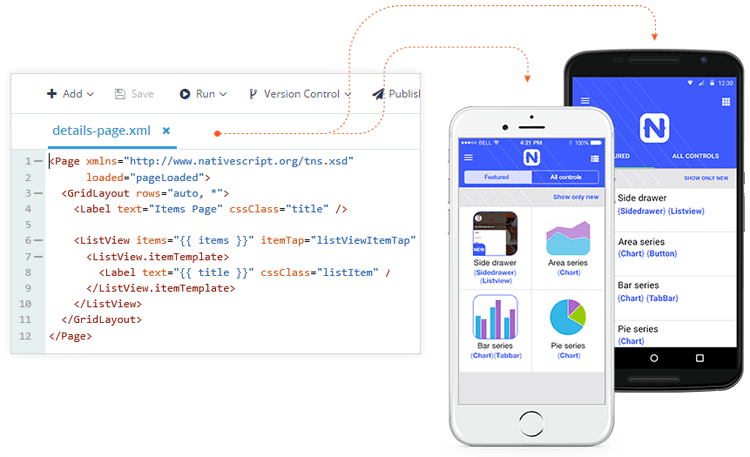 Add
Save
Run
Version Control
Publish
details-page.xml ×
1 <Page xmlns="http://www.nativescript.org/tns.xsd"
2 loaded="pageLoaded">
3 <GridLayout rows="auto, *">
4 <Label text="Items Page" cssClass="title" />
5
6 <ListView items="{{ items }}" itemTap="listViewItemTap"
7 <ListView.itemTemplate>
8 <Label text="{{ title }}" cssClass="listItem" /
9 </ListView.itemTemplate>
10 </ListView>
11 </GridLayout>
12 </Page>
BELL
4:21 PM
100%
N
Featured
All controls
Show only new
NEW
Side drawer
{Sidedrawer}
{Listview}
Area series
{Chart}
Bar series
{Chart}{Tabbar}
Pie series
{Chart}
12:30
N
URED
ALL CONTROLS
SHOW ONLY NEW
Side drawer
{Sidedrawer} {Listview}
Area series
{Chart} {Button}
Bar series
{Chart} {TabBar}
Pie series
{Chart}